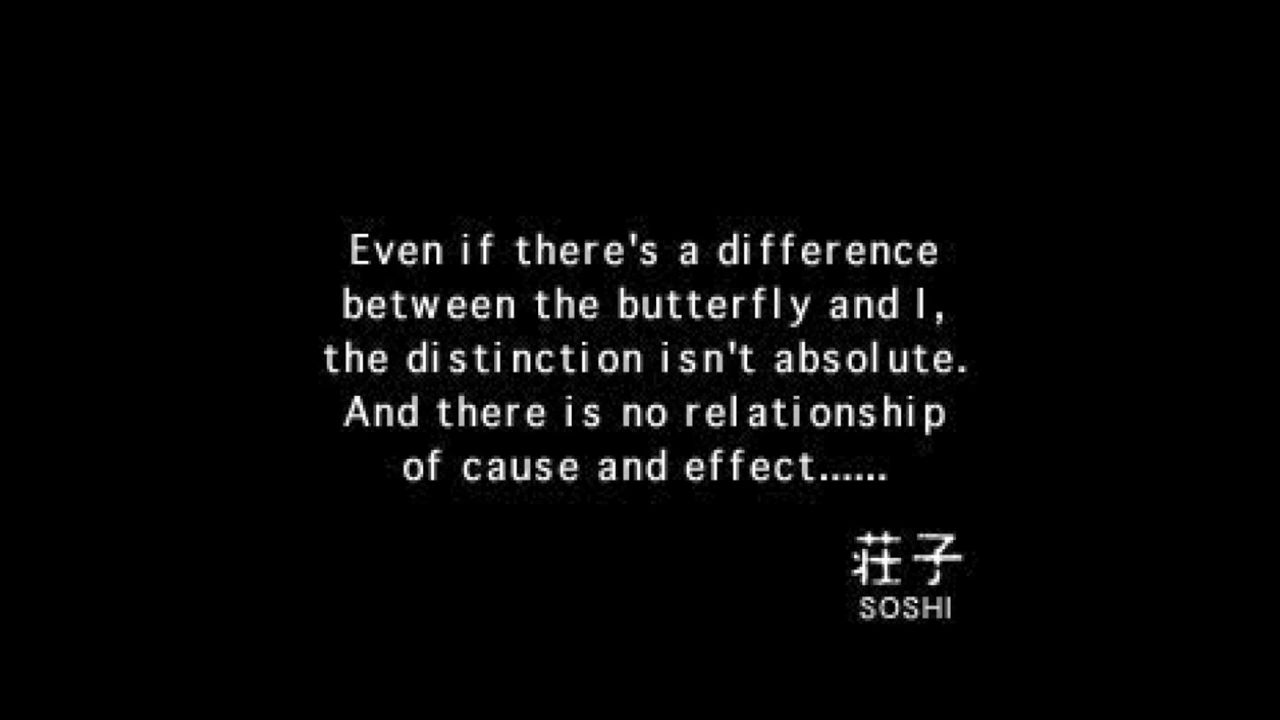 Even if there's a difference
between the butterfly and I,
the distinction isn't absolute.
And there is no relationship
of cause and effect......
荘子
SOSHI